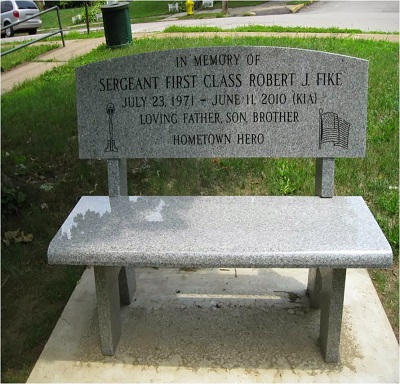 IN MEMORY OF
SERGEANT FIRST CLASS ROBERT J. FIKE
JULY 23, 1971 - JUNE 11, 2010 (KIA)
LOVING FATHER, SON, BROTHER
HOMETOWN HERO